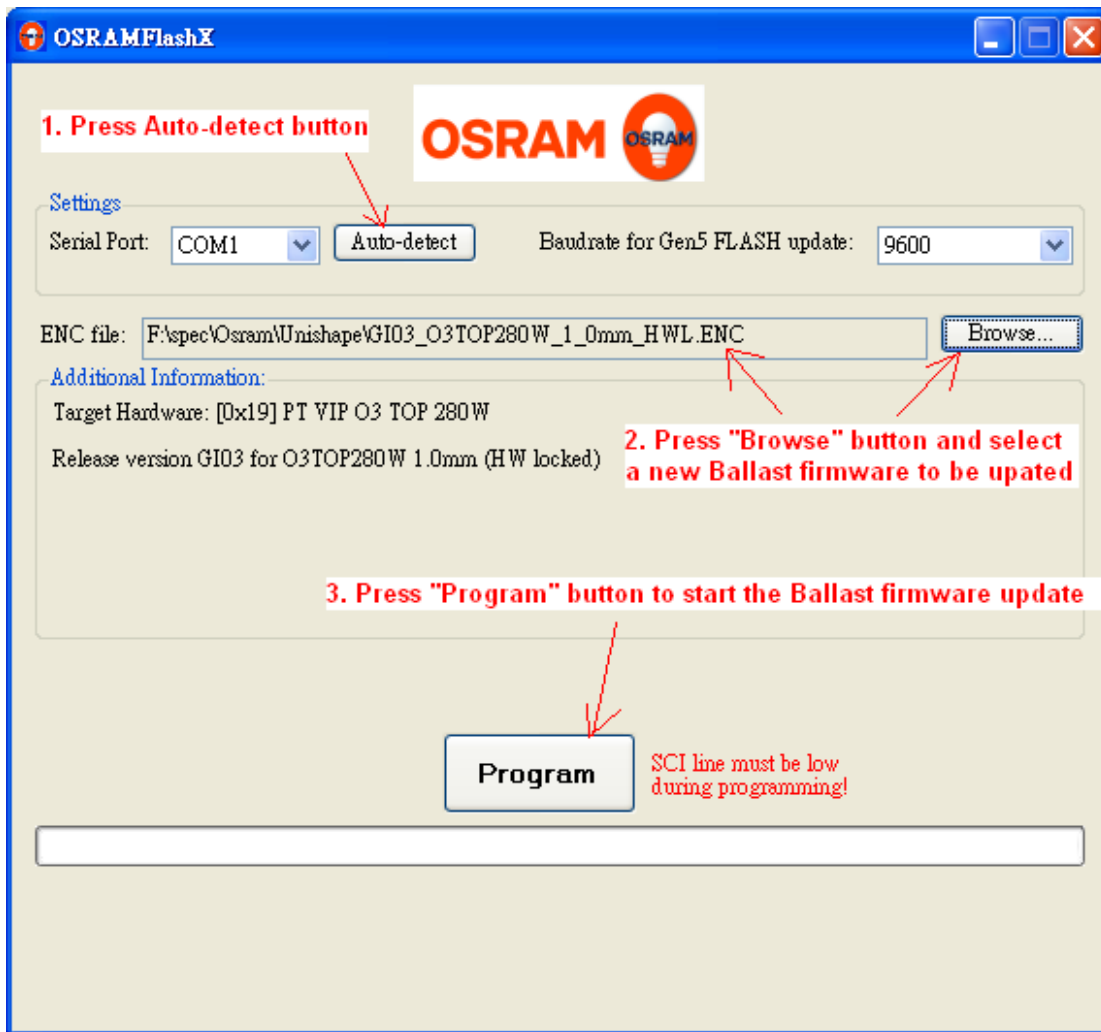 OSRAMFlashX
1. Press Auto-detect button
OSRAM
OSRAM
Settings
Serial Port:
COM1
Auto-detect
Baudrate for Gen5 FLASH update:
9600
ENC file:
F:\spec\Osram\Unishape\GI03_O3TOP280W_1_0mm_HWL.ENC
Browse...
Additional Information:
Target Hardware: [0x19] PT VIP O3 TOP 280W
Release version GI03 for O3TOP280W 1.0mm (HW locked)
2. Press "Browse" button and select
a new Ballast firmware to be upated
3. Press "Program" button to start the Ballast firmware update
Program
SCI line must be low
during programming!